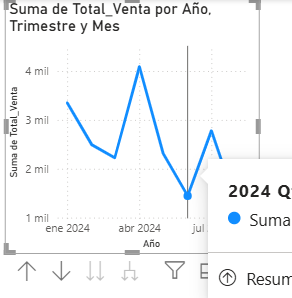 Suma de Total_Venta por Año,
Trimestre y Mes
Suma de Total_Venta
4 mil
3 mil
2 mil
1 mil
ene 2024
abr 2024
jul
Año
2024 Q
Suma
Resum